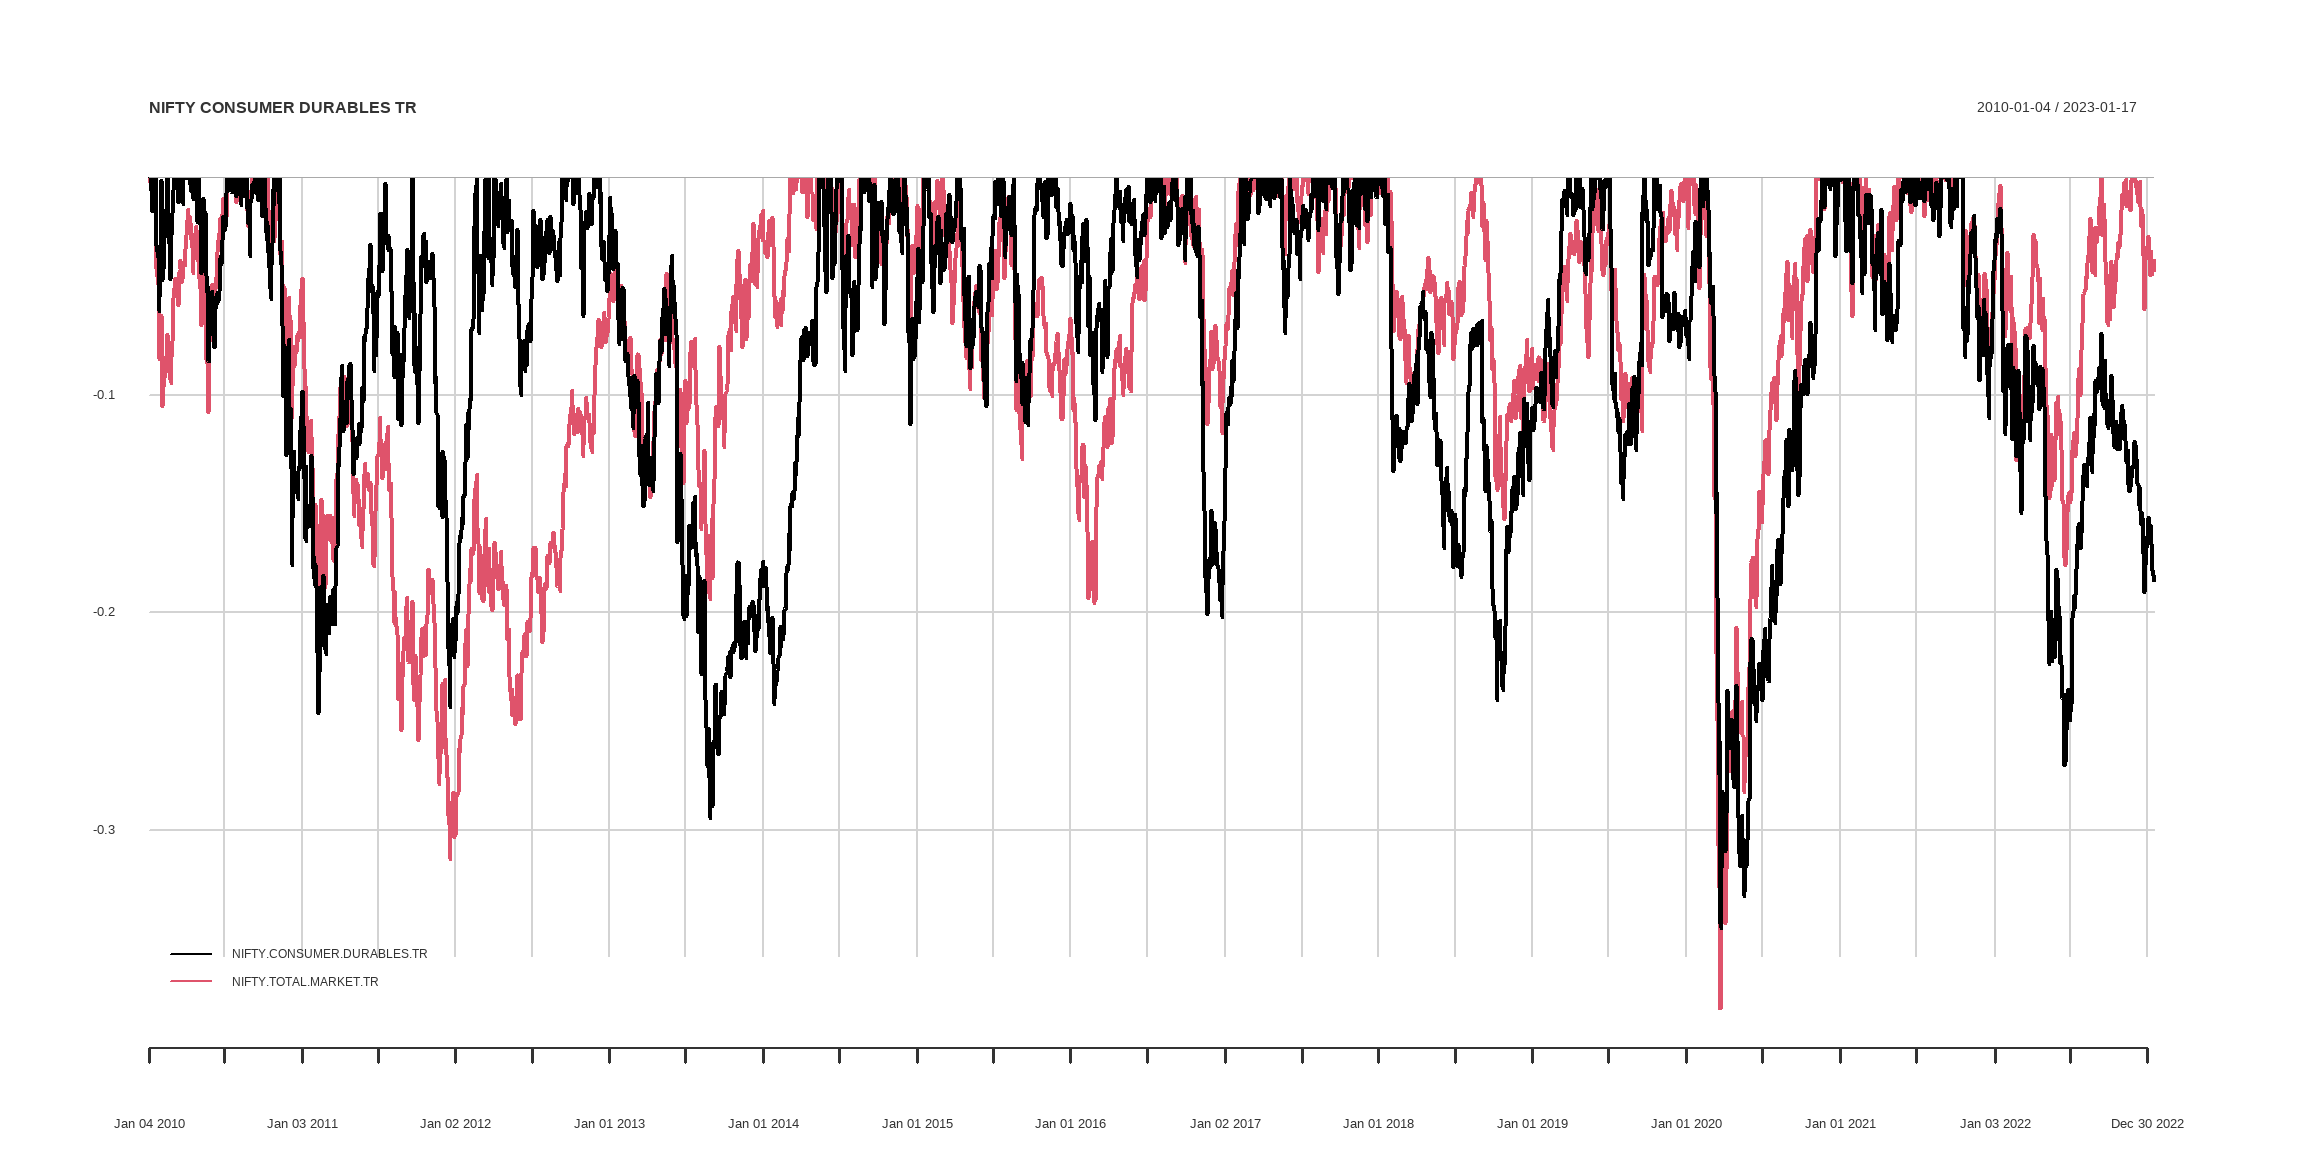 NIFTY CONSUMER DURABLES TR
2010-01-04 / 2023-01-17
-0.1
-0.2
-0.3
NIFTY.CONSUMER.DURABLES.TR
NIFTY.TOTAL.MARKET.TR
Jan 04 2010 Jan 03 2011 Jan 02 2012 Jan 01 2013 Jan 01 2014 Jan 01 2015 Jan 01 2016 Jan 02 2017 Jan 01 2018 Jan 01 2019 Jan 01 2020 Jan 01 2021 Jan 03 2022 Dec 30 2022